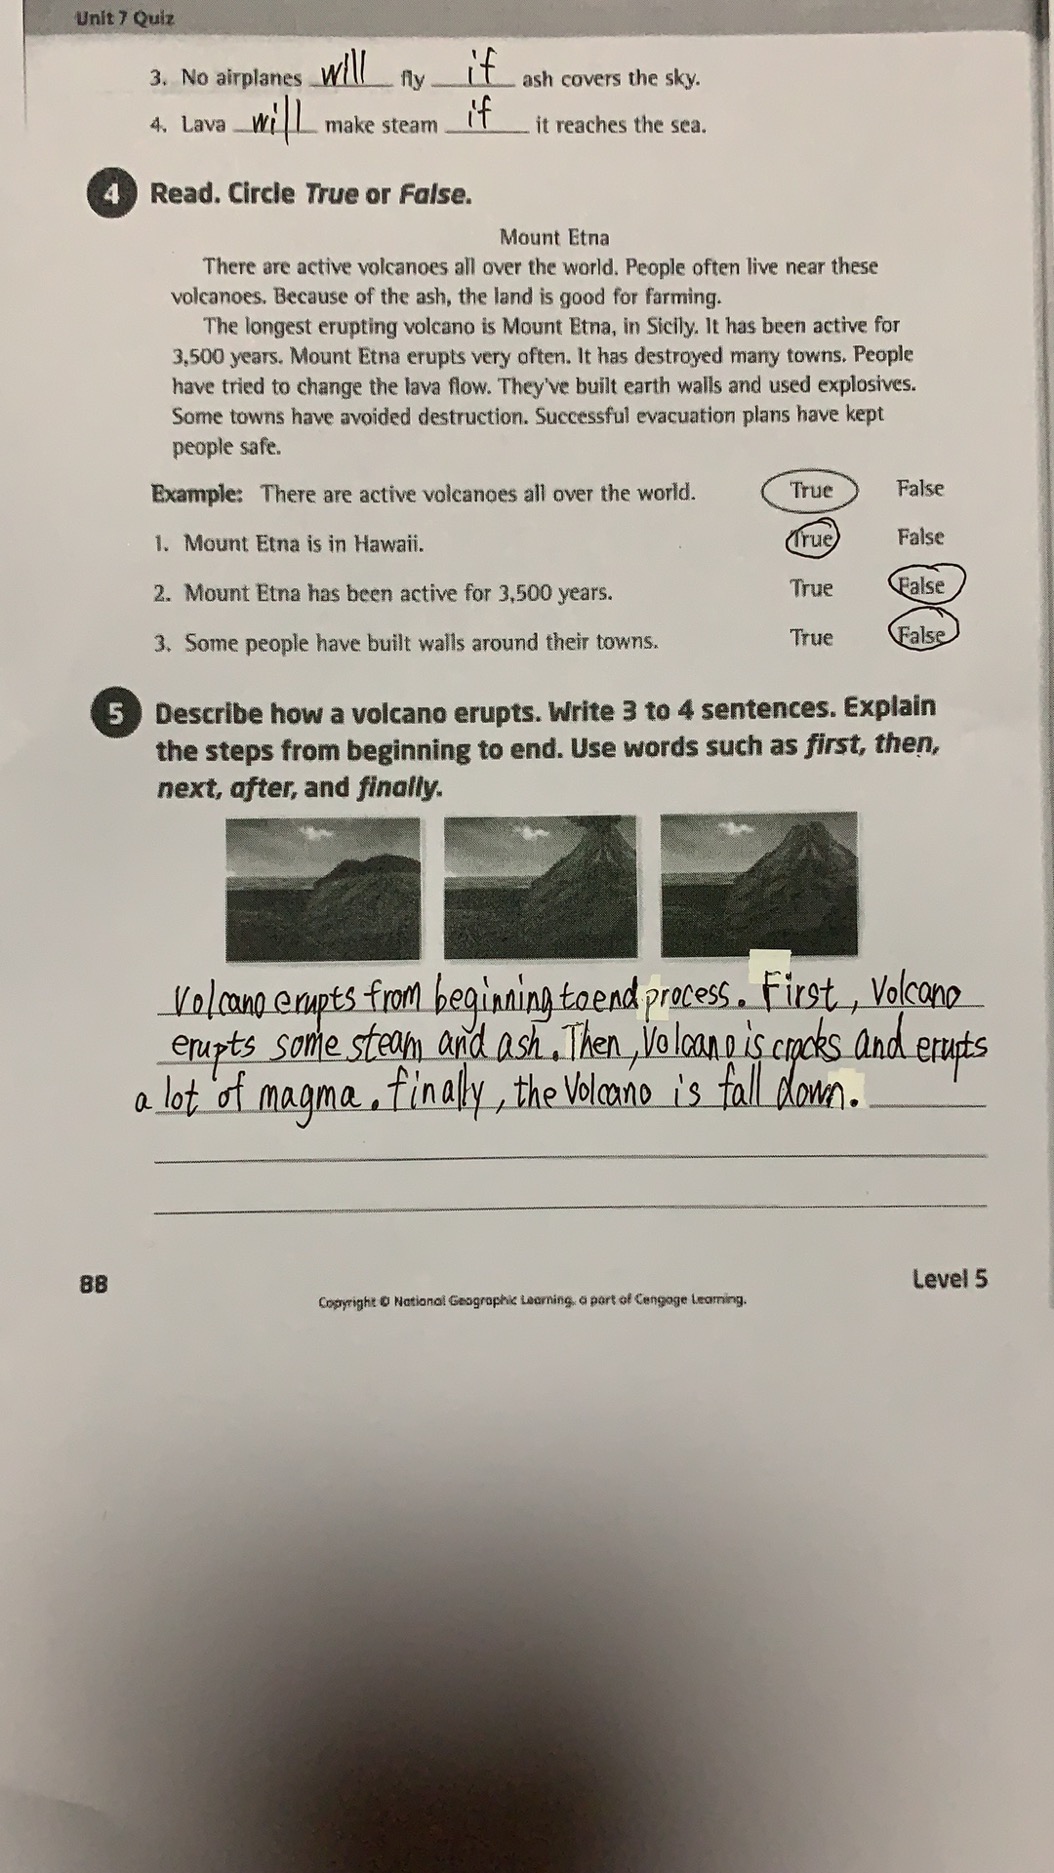 Unit 7 Quiz
3. No airplanes will fly if ash covers the sky.
4. Lava will make steam if it reaches the sea.
4 Read. Circle True or False.
Mount Etna
There are active volcanoes all over the world. People often live near these
volcanoes. Because of the ash, the land is good for farming.
The longest erupting volcano is Mount Etna, in Sicily. It has been active for
3,500 years. Mount Etna erupts very often. It has destroyed many towns. People
have tried to change the lava flow. They've built earth walls and used explosives.
Some towns have avoided destruction. Successful evacuation plans have kept
people safe.
Example: There are active volcanoes all over the world. True False
1. Mount Etna is in Hawaii. True False
2. Mount Etna has been active for 3,500 years. True False
3. Some people have built walls around their towns. True False
5 Describe how a volcano erupts. Write 3 to 4 sentences. Explain
the steps from beginning to end. Use words such as first, then,
next, after, and finally.
Volcano erupts from beginning to end process. First, Volcano
erupts some steam and ash. Then, Volcano is cracks and erupts
a lot of magma. finally, the Volcano is fall down.
88
Level 5
Copyright © National Geographic Learning, a part of Cengage Learning.